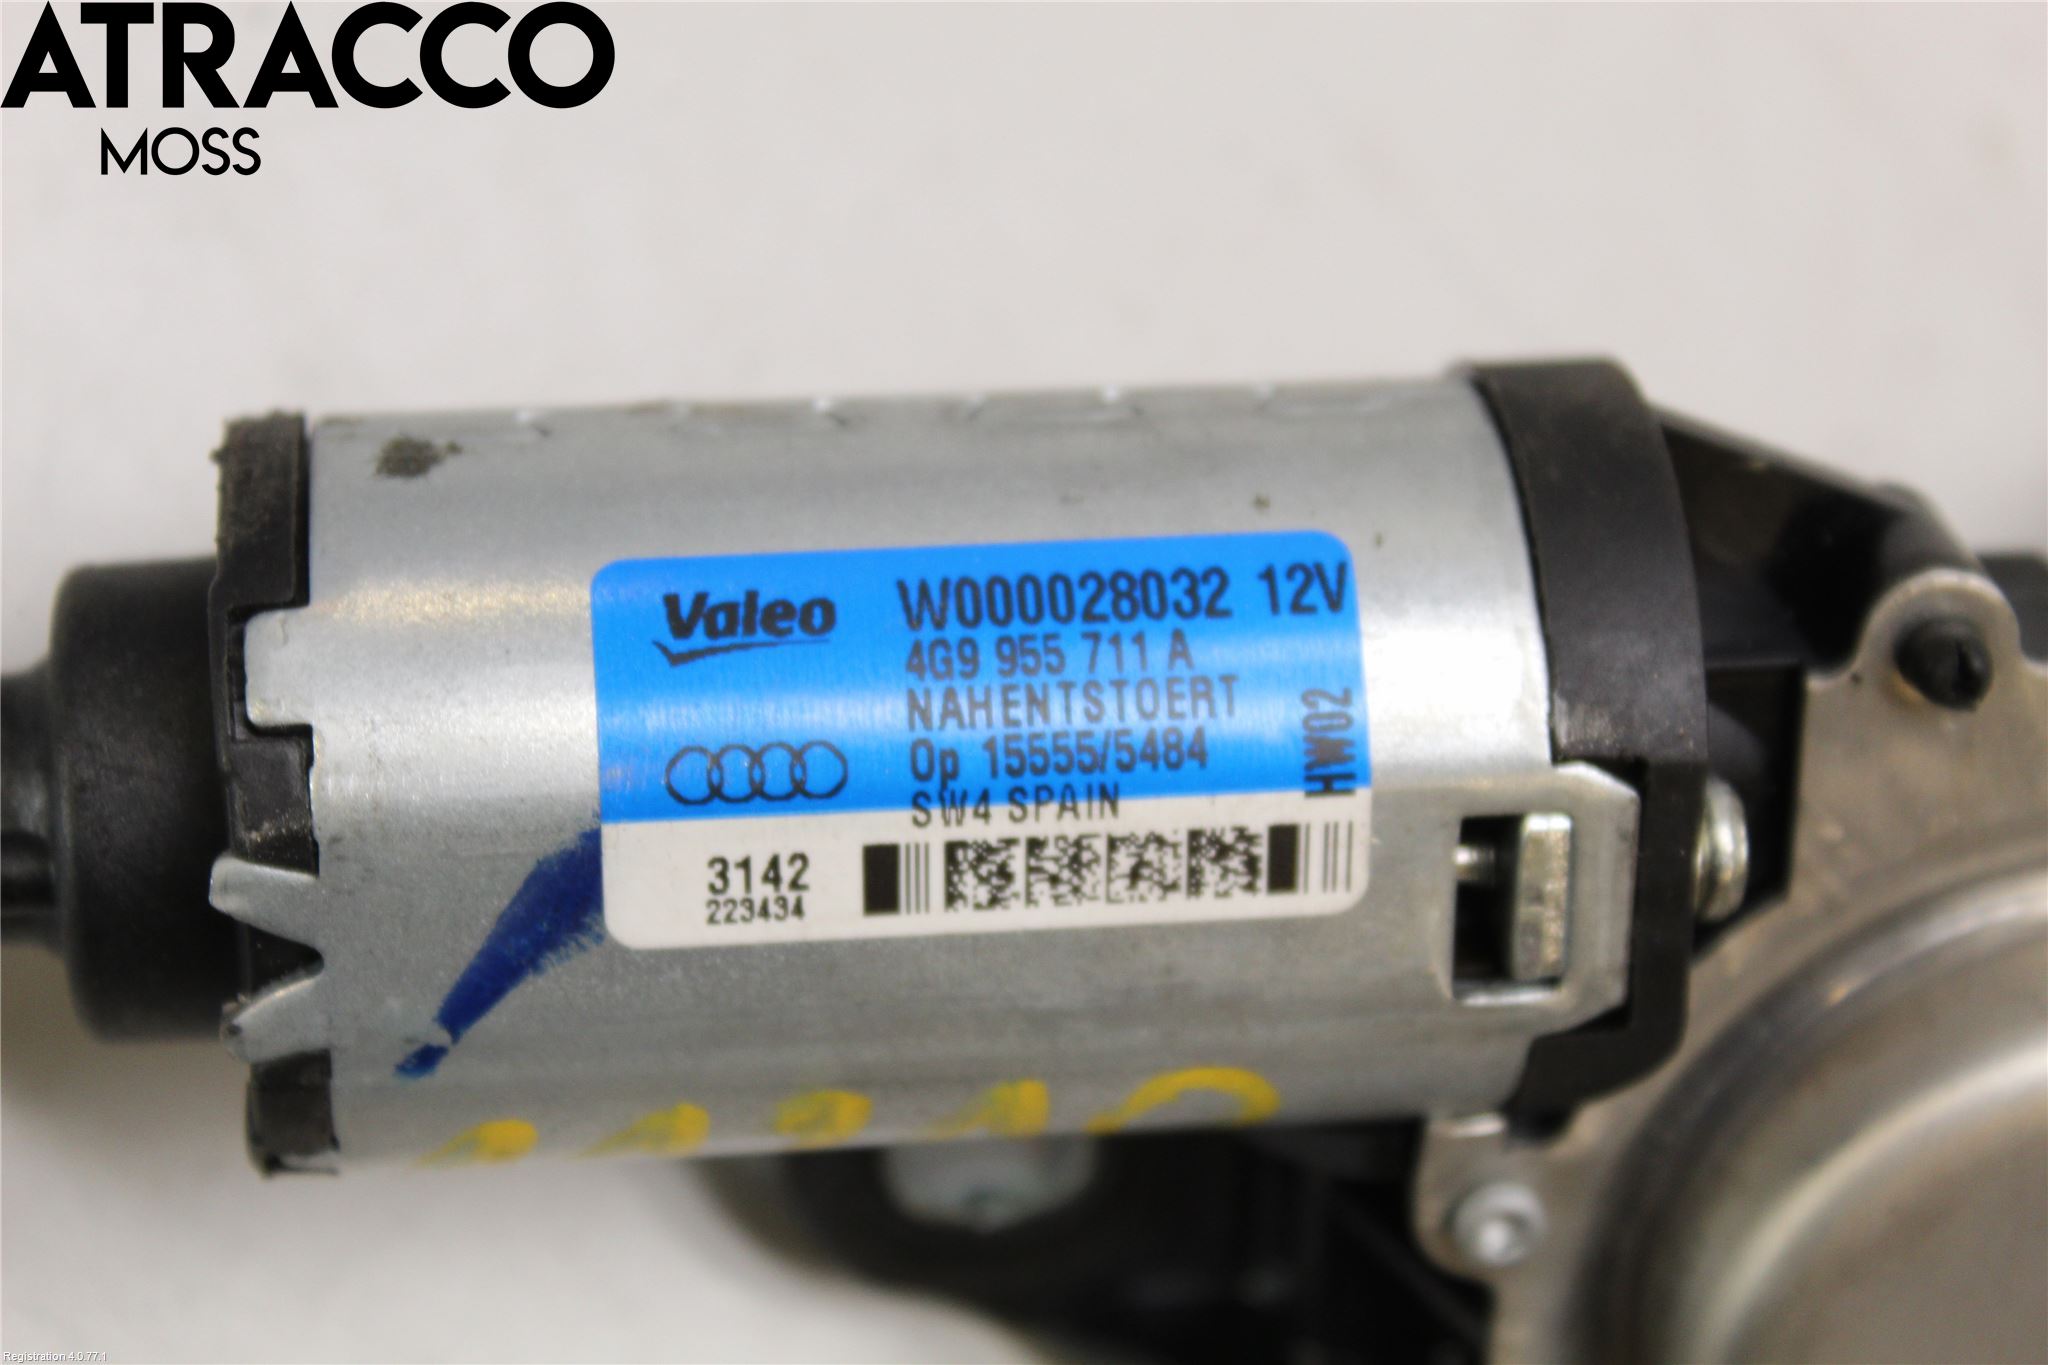 ATRACCO
MOSS
Valeo W000028032 12V
4G9 955 711 A
NAHENTSTOERT
Op 15555/5484
SW4 SPAIN
HW02
3142
223434
Registration 4.0.77.1